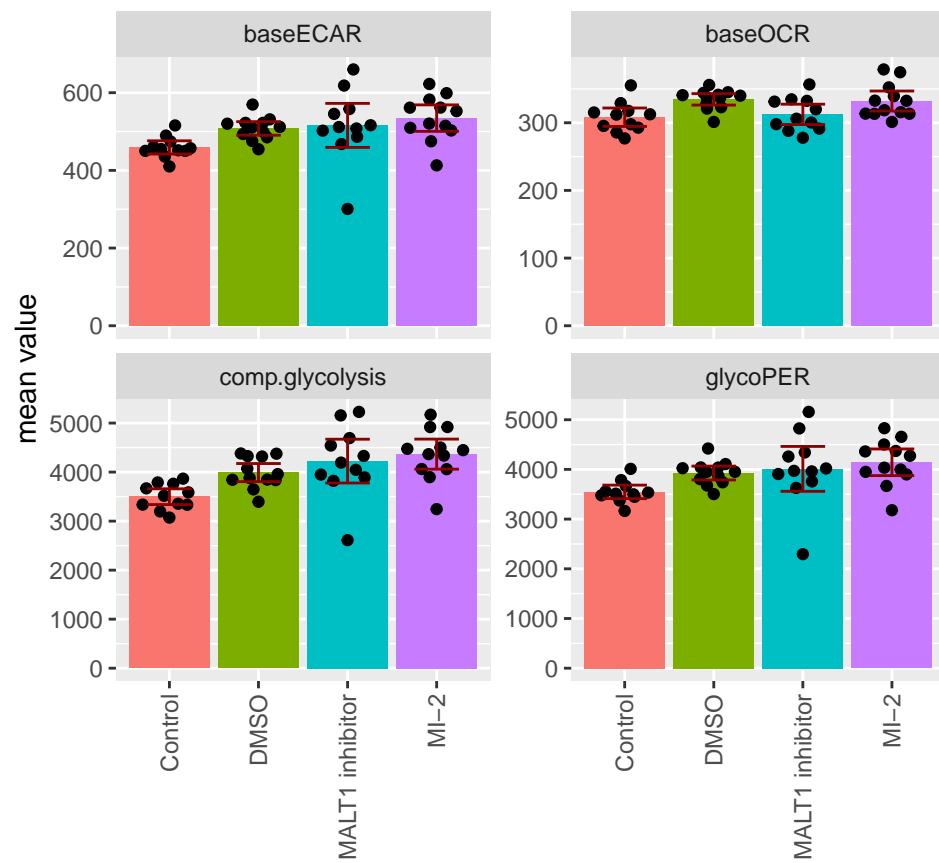 baseECAR
baseOCR
600
400
200
0
300
200
100
0
mean value
comp.glycolysis
glycoPER
5000
4000
3000
2000
1000
0
5000
4000
3000
2000
1000
0
Control
DMSO
MALT1 inhibitor
MI−2
Control
DMSO
MALT1 inhibitor
MI−2